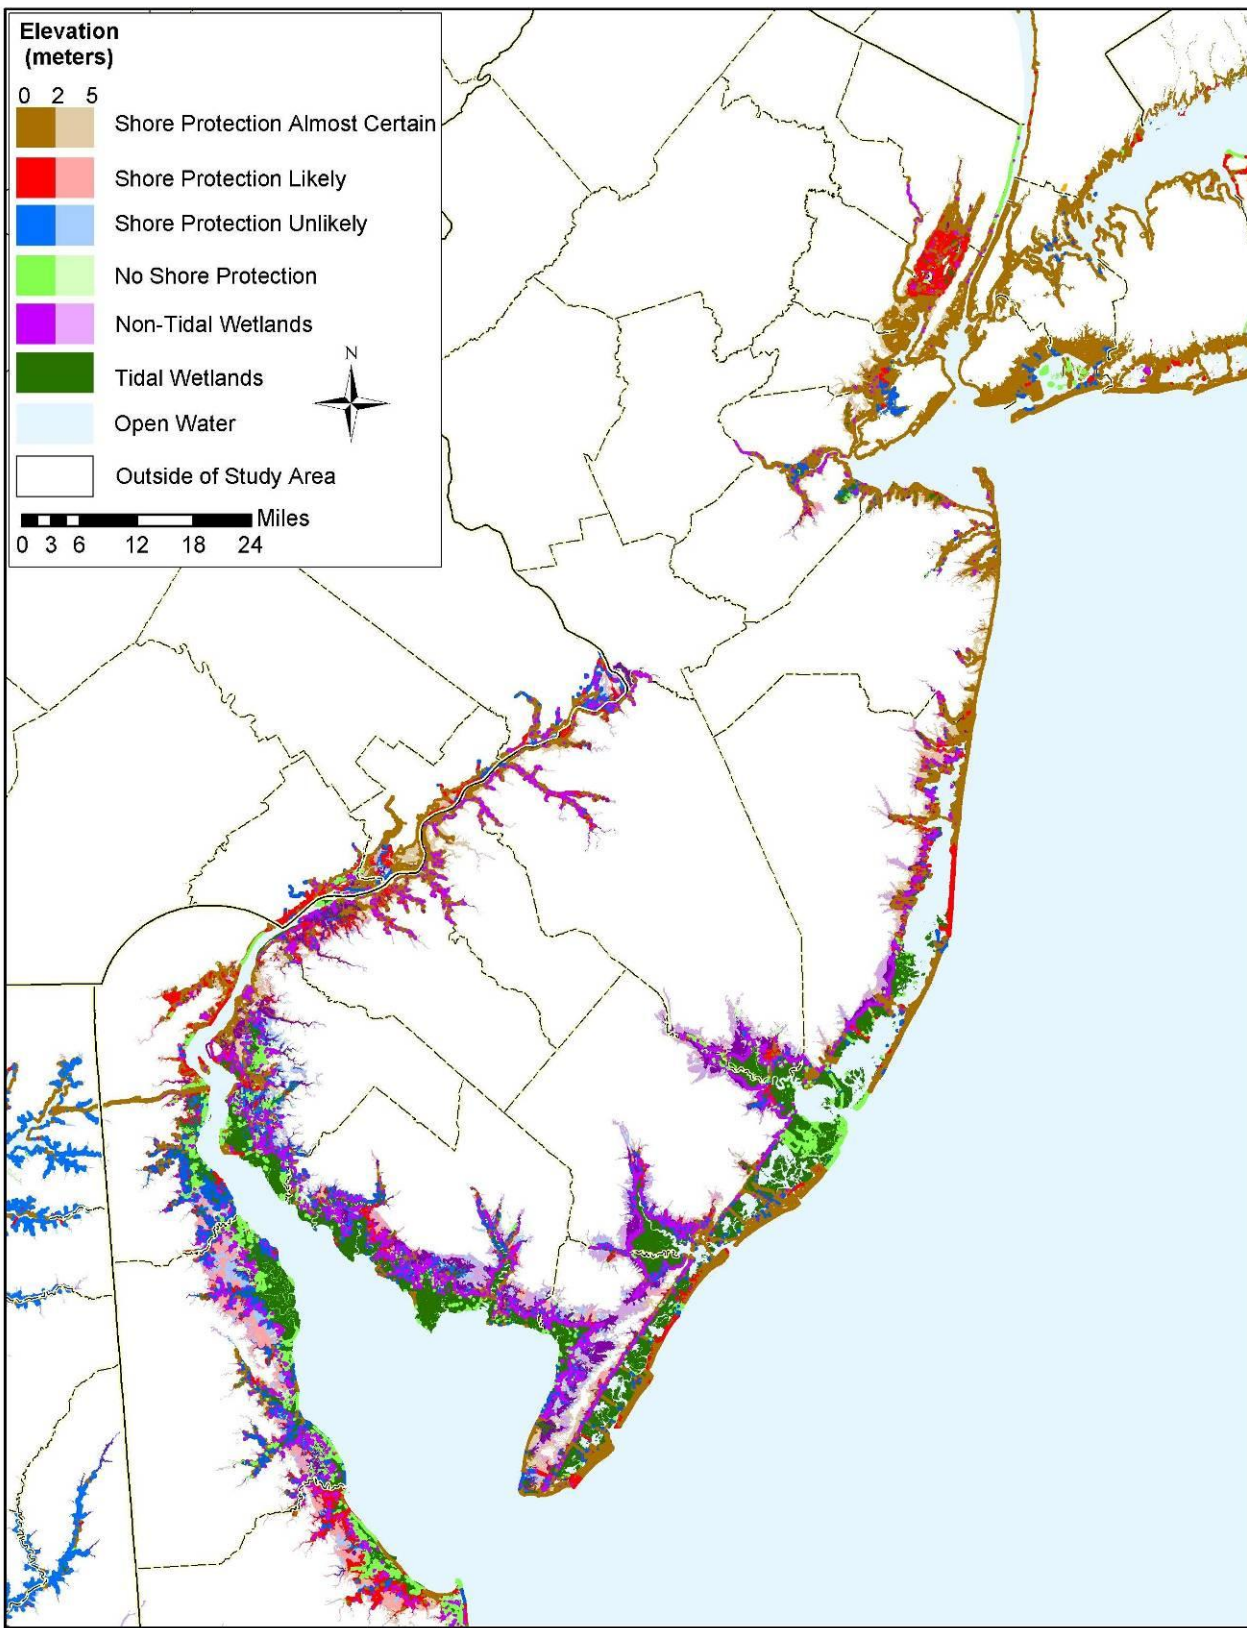 Elevation
(meters)
0 2 5
Shore Protection Almost Certain
Shore Protection Likely
Shore Protection Unlikely
No Shore Protection
Non-Tidal Wetlands
N
Tidal Wetlands
Open Water
Outside of Study Area
Miles
0 3 6 12 18 24